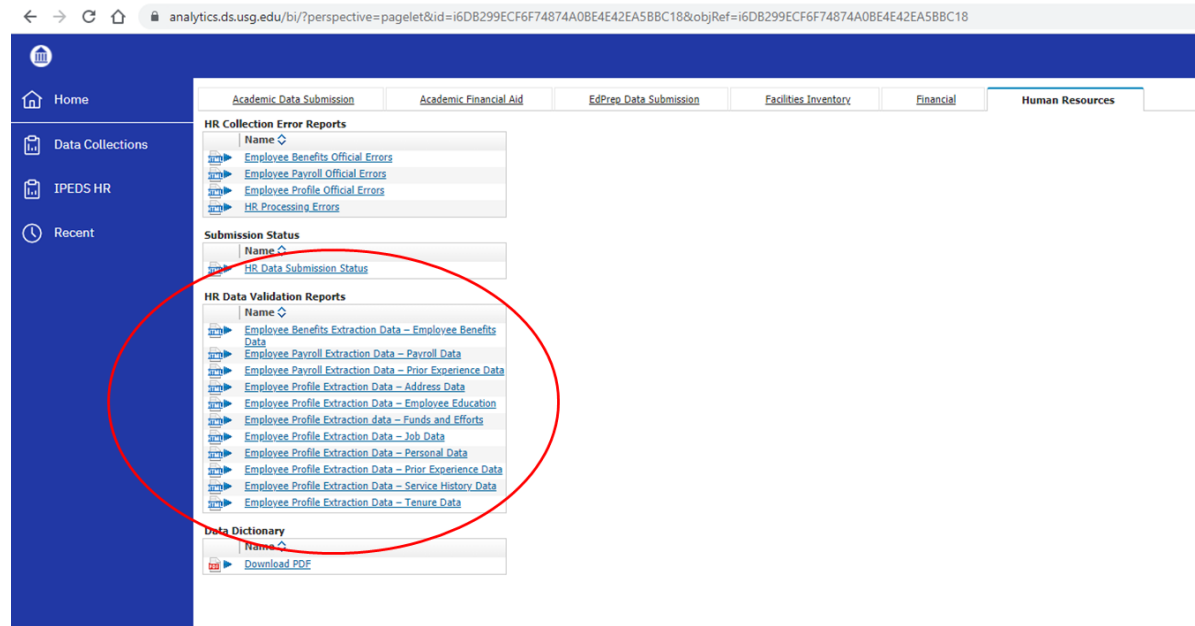 analytics.ds.usg.edu/bi/?perspective=pagelet&id=i6DB299ECF6F74874A0BE4E42EA5BBC18&objRef=i6DB299ECF6F74874A0BE4E42EA5BBC18
Home
Data Collections
IPEDS HR
Recent
Academic Data Submission Academic Financial Aid EdPrep Data Submission Facilities Inventory Financial Human Resources
HR Collection Error Reports
Name
Employee Benefits Official Errors
Employee Payroll Official Errors
Employee Profile Official Errors
HR Processing Errors
Submission Status
Name
HR Data Submission Status
HR Data Validation Reports
Name
Employee Benefits Extraction Data – Employee Benefits
Data
Employee Payroll Extraction Data – Payroll Data
Employee Payroll Extraction Data – Prior Experience Data
Employee Profile Extraction Data – Address Data
Employee Profile Extraction Data – Employee Education
Employee Profile Extraction data – Funds and Efforts
Employee Profile Extraction Data – Job Data
Employee Profile Extraction Data – Personal Data
Employee Profile Extraction Data – Prior Experience Data
Employee Profile Extraction Data – Service History Data
Employee Profile Extraction Data – Tenure Data
Data Dictionary
Name
Download PDF